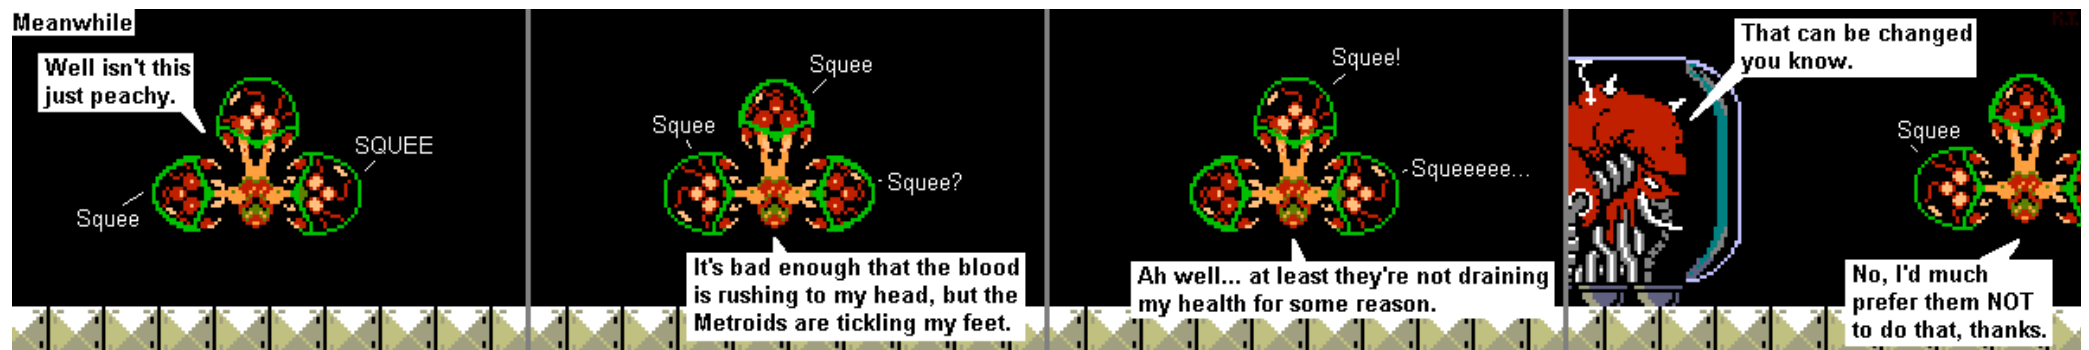 Meanwhile
Well isn't this
just peachy.
SQUEE
Squee
Squee
Squee
Squee?
It's bad enough that the blood
is rushing to my head, but the
Metroids are tickling my feet.
Squee!
Squeeeee...
Ah well... at least they're not draining
my health for some reason.
That can be changed
you know.
Squee
No, I'd much
prefer them NOT
to do that, thanks.